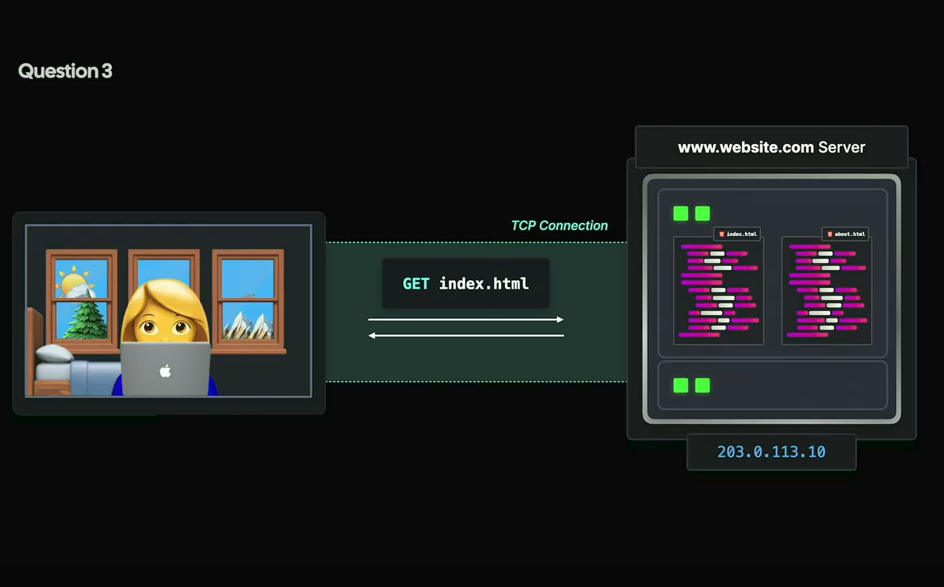 Question 3
www.website.com Server
TCP Connection
index.html
about.html
GET index.html
203.0.113.10